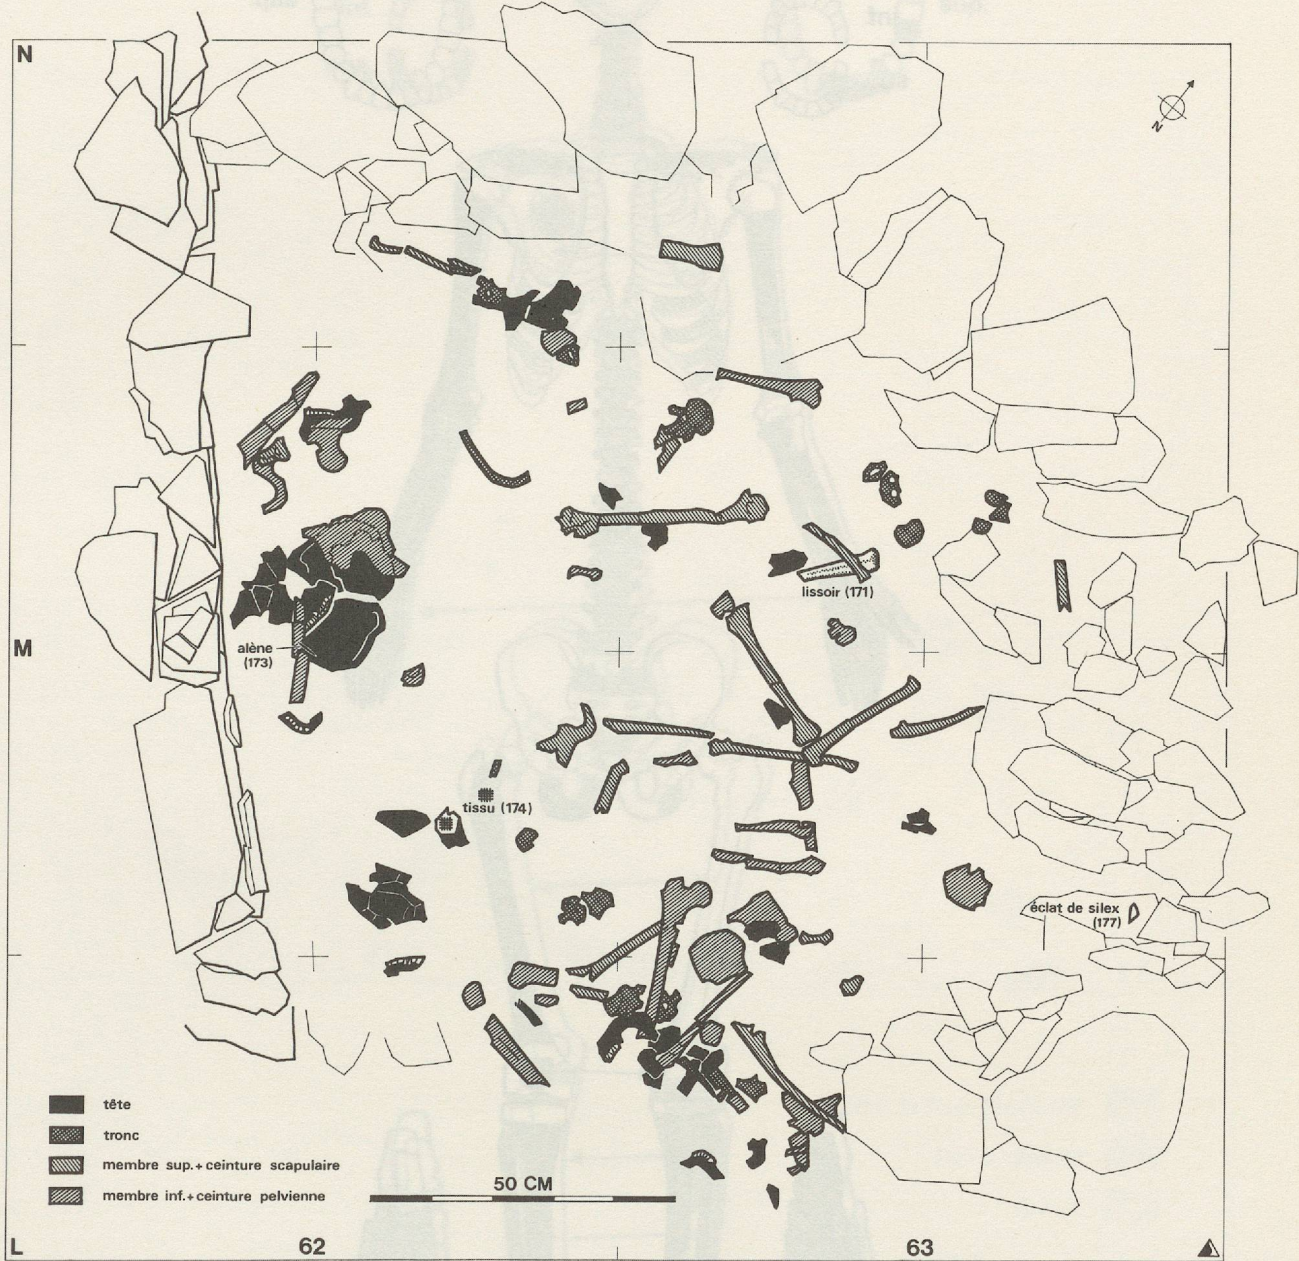 N
N
lissoir (171)
M
alène
(173)
tissu (174)
éclat de silex
(177)
tête
tronc
membre sup.+ceinture scapulaire
membre inf.+ceinture pelvienne
50 CM
L
62
63